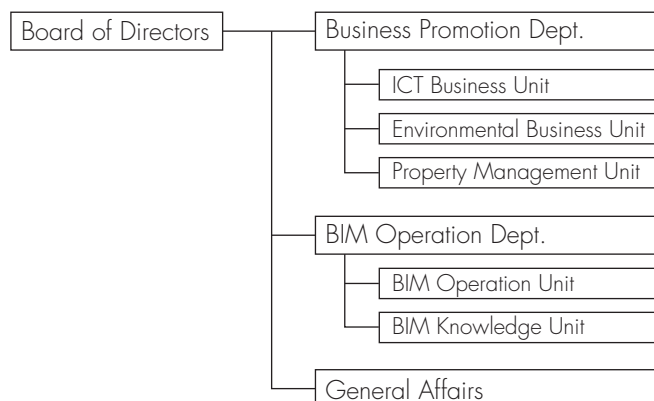 Board of Directors
Business Promotion Dept.
ICT Business Unit
Environmental Business Unit
Property Management Unit
BIM Operation Dept.
BIM Operation Unit
BIM Knowledge Unit
General Affairs